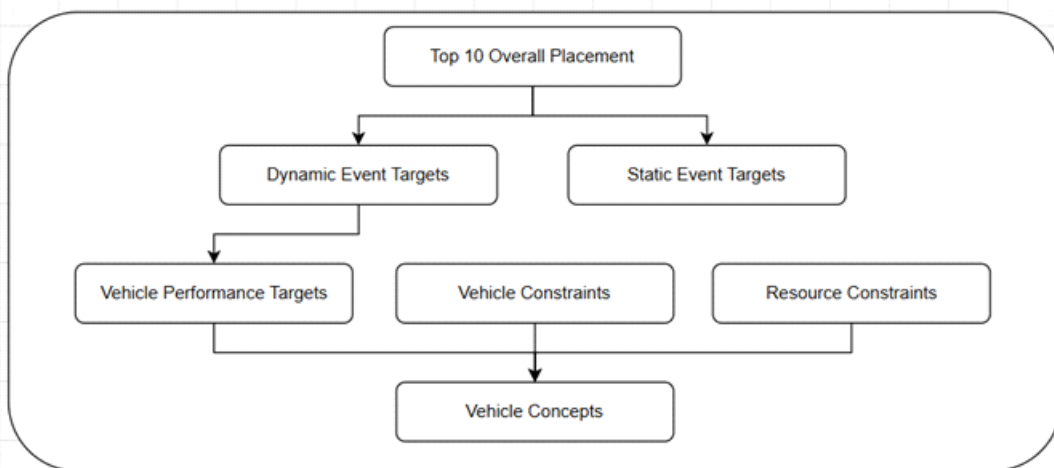 Top 10 Overall Placement
Dynamic Event Targets
Static Event Targets
Vehicle Performance Targets
Vehicle Constraints
Resource Constraints
Vehicle Concepts